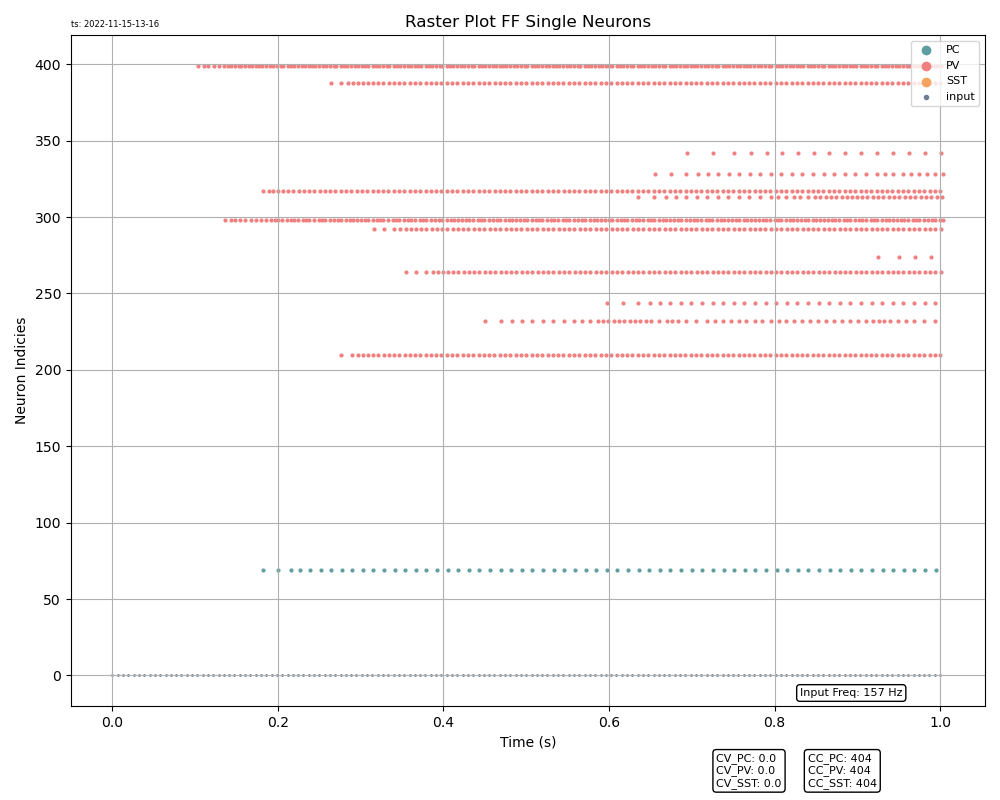 ts: 2022-11-15-13-16
Raster Plot FF Single Neurons
PC
PV
SST
input
400
350
300
250
200
150
100
50
0
Neuron Indicies
0.0
0.2
0.4
0.6
0.8
1.0
Time (s)
Input Freq: 157 Hz
CV_PC: 0.0
CV_PV: 0.0
CV_SST: 0.0
CC_PC: 404
CC_PV: 404
CC_SST: 404